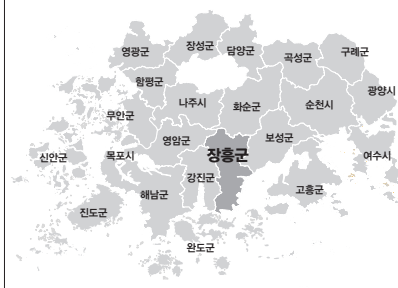 영광군
장성군
담양군
곡성군
구례군
함평군
나주시
화순군
순천시
광양시
무안군
영암군
장흥군
보성군
여수시
신안군
목포시
강진군
해남군
고흥군
진도군
완도군